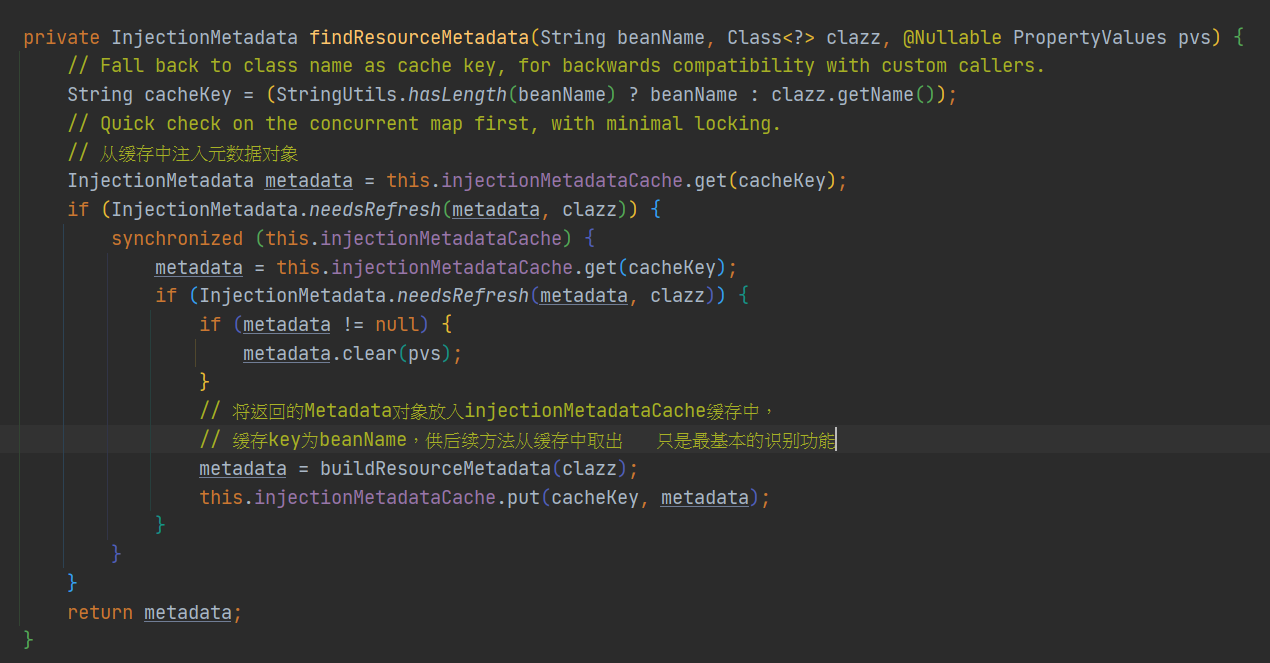 private InjectionMetadata findResourceMetadata(String beanName, Class<?> clazz, @Nullable PropertyValues pvs) {
// Fall back to class name as cache key, for backwards compatibility with custom callers.
String cacheKey = (StringUtils.hasLength(beanName) ? beanName : clazz.getName());
// Quick check on the concurrent map first, with minimal locking.
// 从缓存中注入元数据对象
InjectionMetadata metadata = this.injectionMetadataCache.get(cacheKey);
if (InjectionMetadata.needsRefresh(metadata, clazz)) {
synchronized (this.injectionMetadataCache) {
metadata = this.injectionMetadataCache.get(cacheKey);
if (InjectionMetadata.needsRefresh(metadata, clazz)) {
if (metadata != null) {
metadata.clear(pvs);
}
// 将返回的Metadata对象放入injectionMetadataCache缓存中，
// 缓存key为beanName，供后续方法从缓存中取出 只是最基本的识别功能
metadata = buildResourceMetadata(clazz);
this.injectionMetadataCache.put(cacheKey, metadata);
}
}
}
return metadata;
}